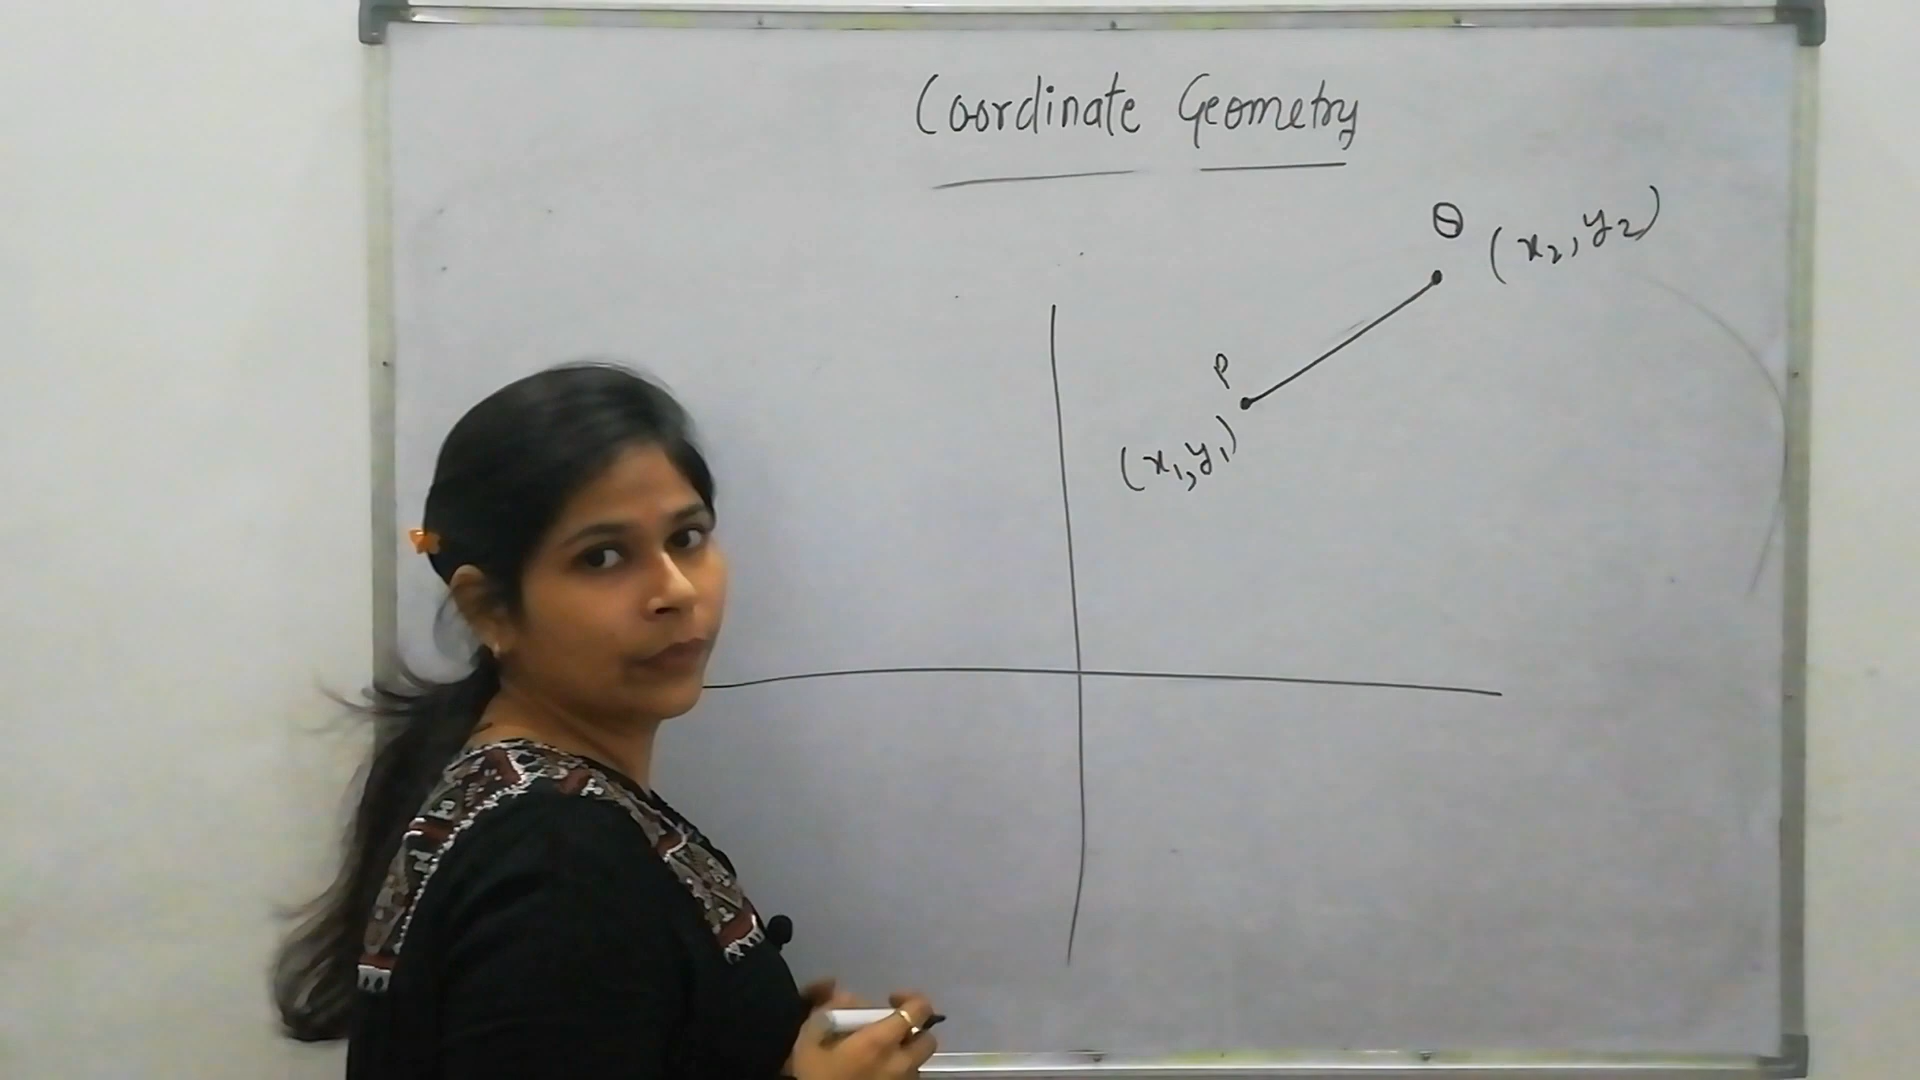 Coordinate Geometry
Q (x₂, y₂)
P
(x₁, y₁)